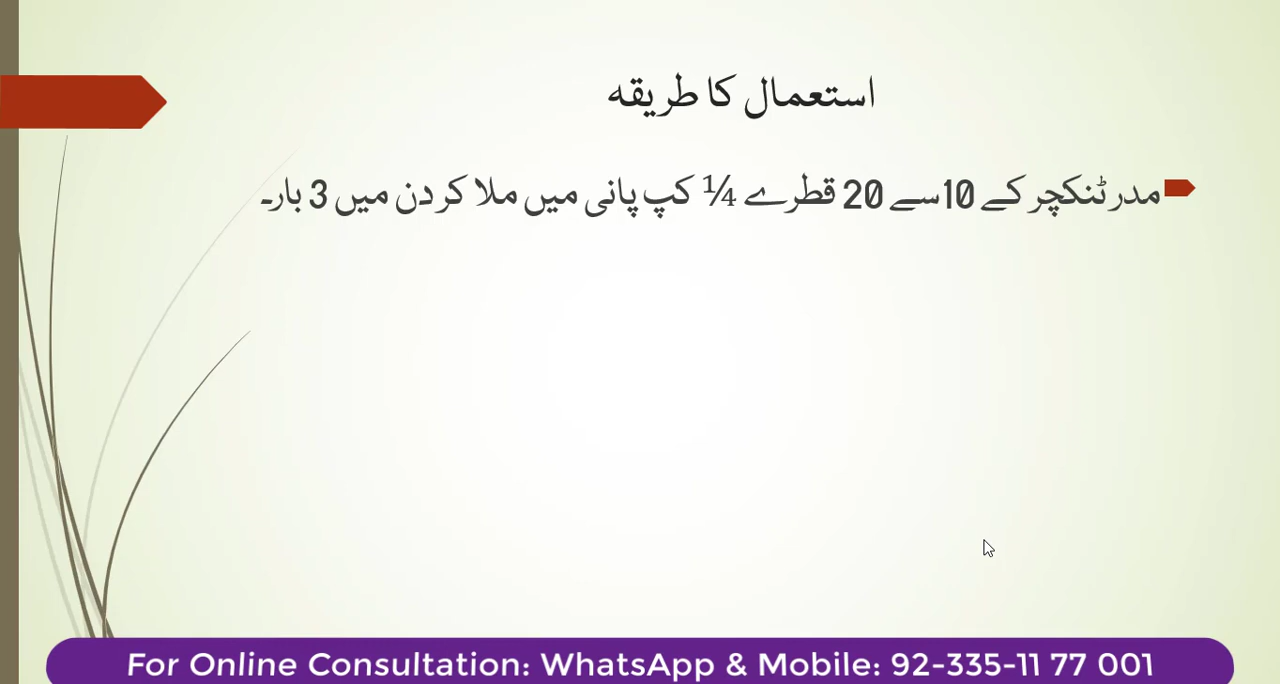 استعمال کا طریقہ
مدر ٹنکچر کے 10 سے 20 قطرے ¼ کپ پانی میں ملا کر دن میں 3 بار۔
For Online Consultation: WhatsApp & Mobile: 92-335-11 77 001